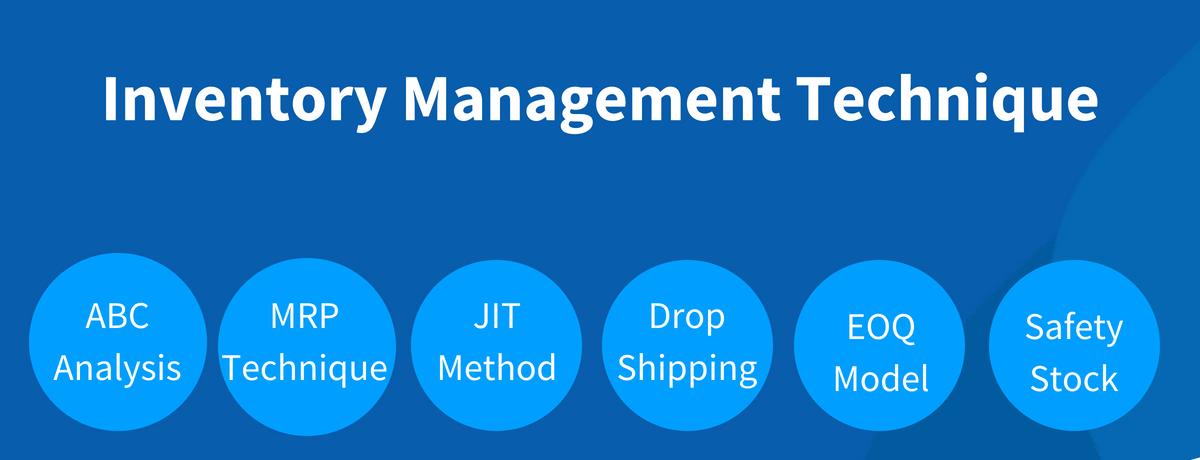 Inventory Management Technique
ABC
Analysis
MRP
Technique
JIT
Method
Drop
Shipping
EOQ
Model
Safety
Stock